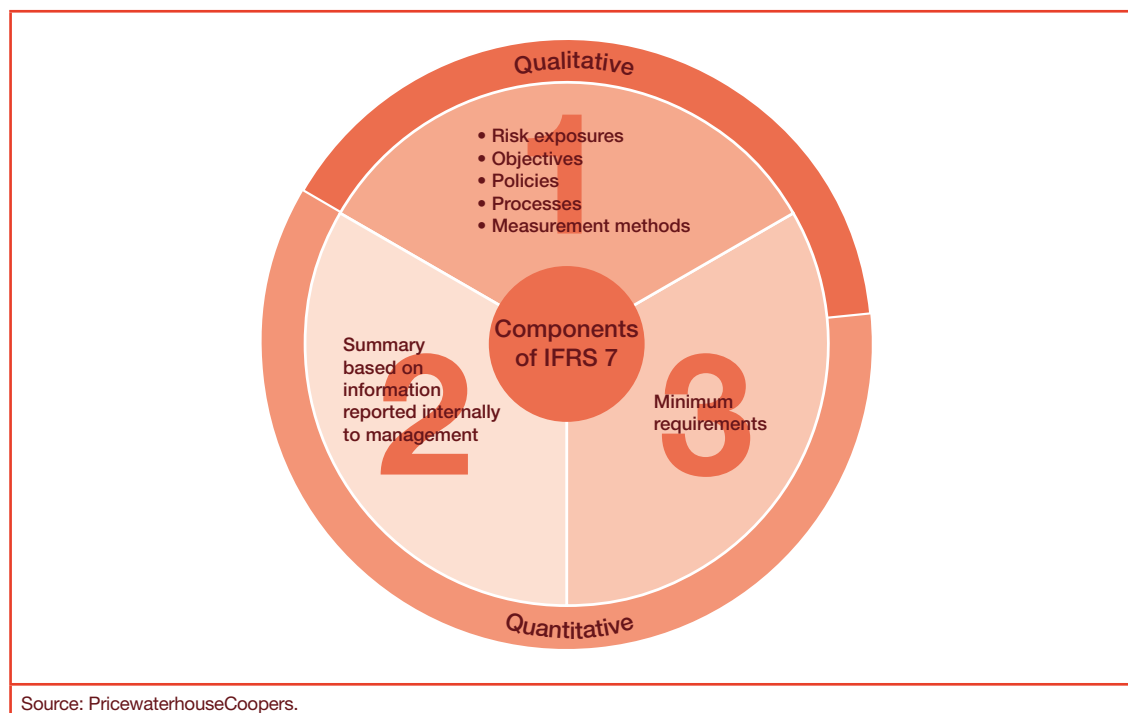 Qualitative
1
• Risk exposures
• Objectives
• Policies
• Processes
• Measurement methods
Components
of IFRS 7
2
Summary
based on
information
reported internally
to management
3
Minimum
requirements
Quantitative
Source: PricewaterhouseCoopers.